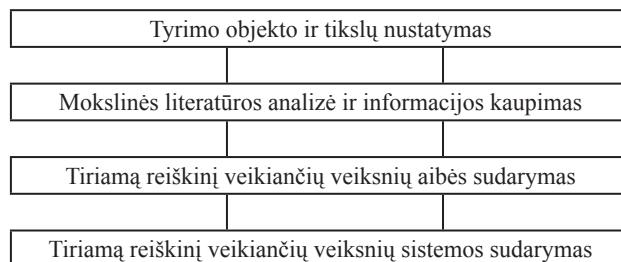 Tyrimo objekto ir tikslų nustatymas
Mokslinės literatūros analizė ir informacijos kaupimas
Tiriamą reiškinį veikiančių veiksnių aibės sudarymas
Tiriamą reiškinį veikiančių veiksnių sistemos sudarymas